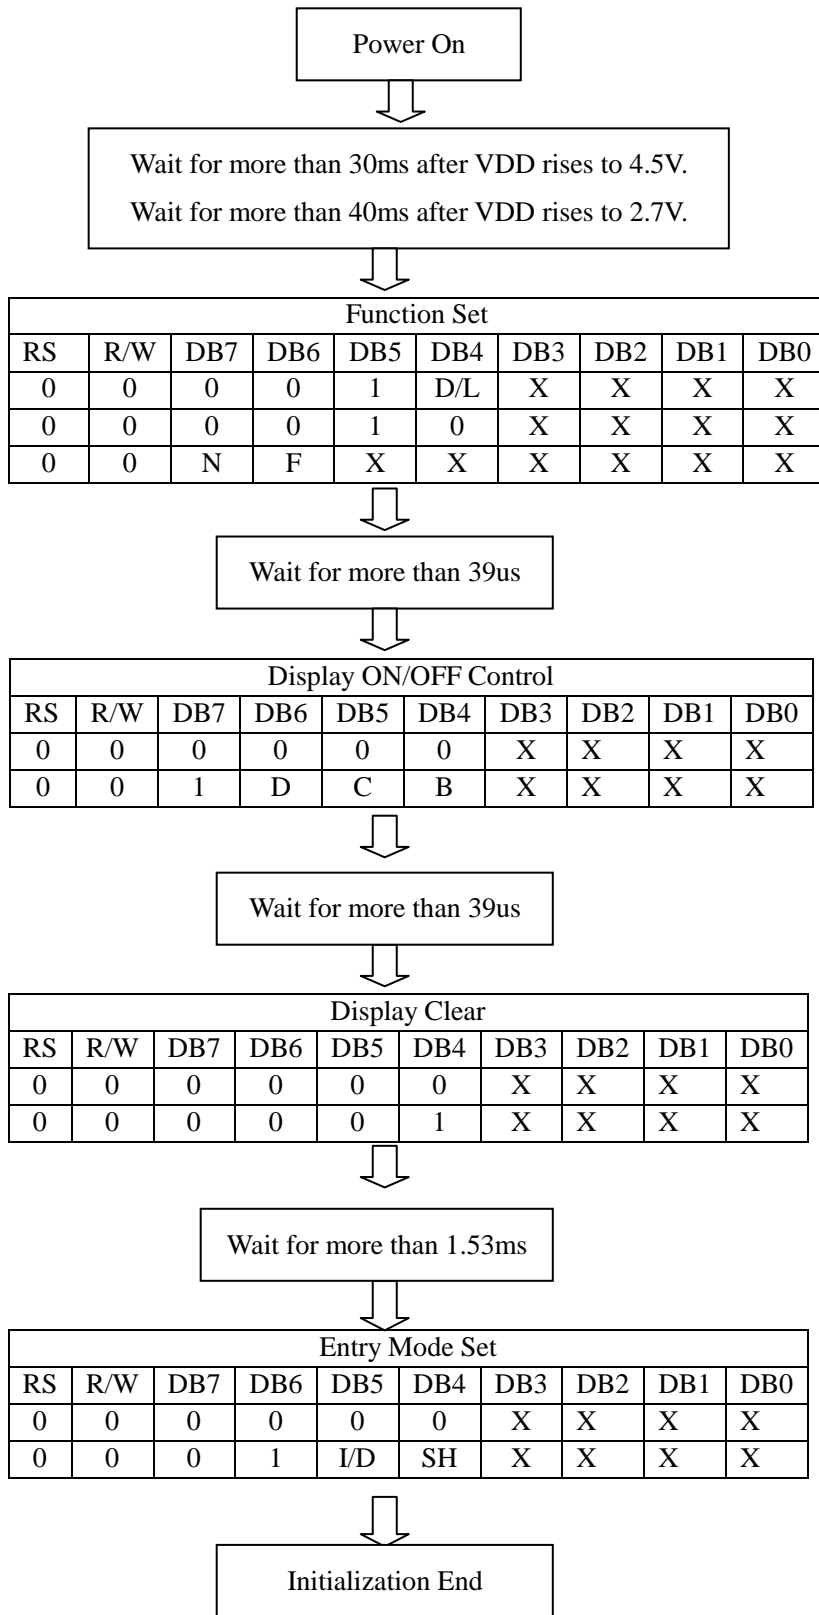 Power On
Wait for more than 30ms after VDD rises to 4.5V.
Wait for more than 40ms after VDD rises to 2.7V.
Function Set
RS R/W DB7 DB6 DB5 DB4 DB3 DB2 DB1 DB0
0 0 0 0 1 D/L X X X X
0 0 0 0 1 0 X X X X
0 0 N F X X X X X X
Wait for more than 39us
Display ON/OFF Control
RS R/W DB7 DB6 DB5 DB4 DB3 DB2 DB1 DB0
0 0 0 0 0 0 X X X X
0 0 1 D C B X X X X
Wait for more than 39us
Display Clear
RS R/W DB7 DB6 DB5 DB4 DB3 DB2 DB1 DB0
0 0 0 0 0 0 X X X X
0 0 0 0 0 1 X X X X
Wait for more than 1.53ms
Entry Mode Set
RS R/W DB7 DB6 DB5 DB4 DB3 DB2 DB1 DB0
0 0 0 0 0 0 X X X X
0 0 0 1 I/D SH X X X X
Initialization End